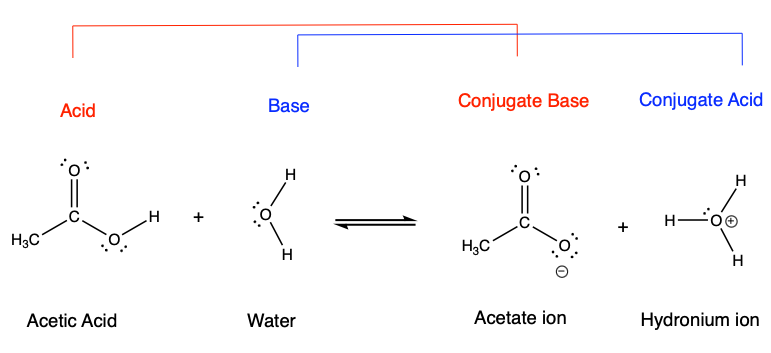 Acid
Base
Conjugate Base
Conjugate Acid
O
C
H₃C
O
H
+
H
O
H
O
C
H₃C
O
⊖
+
H
H
O
⊕
H
Acetic Acid
Water
Acetate ion
Hydronium ion